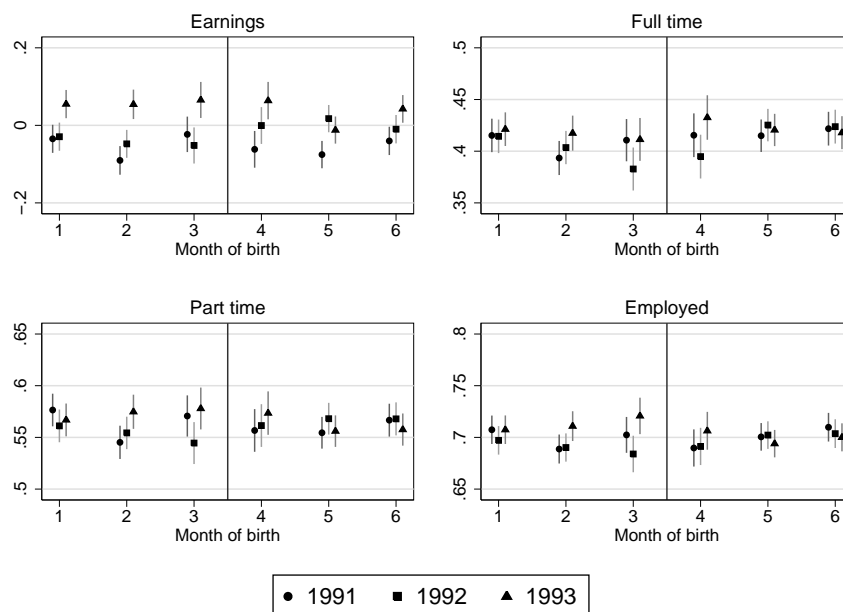 Earnings
.2
0
-.2
1 2 3 4 5 6
Month of birth
Full time
.5
.45
.4
.35
1 2 3 4 5 6
Month of birth
Part time
.65
.6
.55
.5
1 2 3 4 5 6
Month of birth
Employed
.8
.75
.7
.65
1 2 3 4 5 6
Month of birth
1991 1992 1993